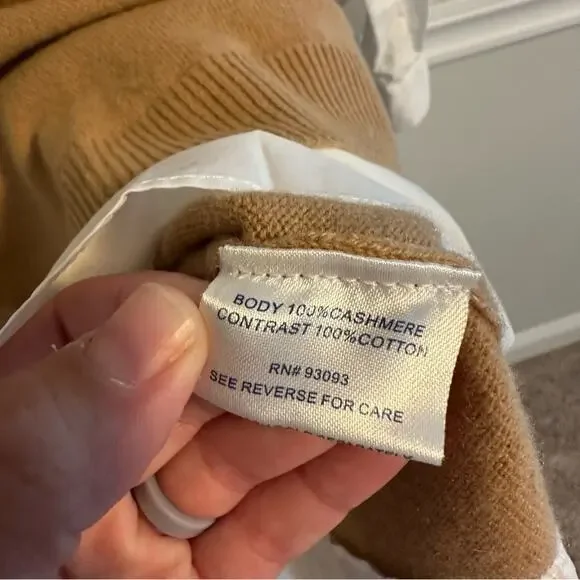 BODY 100%CASHMERE
CONTRAST 100%COTTON
RN# 93093
SEE REVERSE FOR CARE